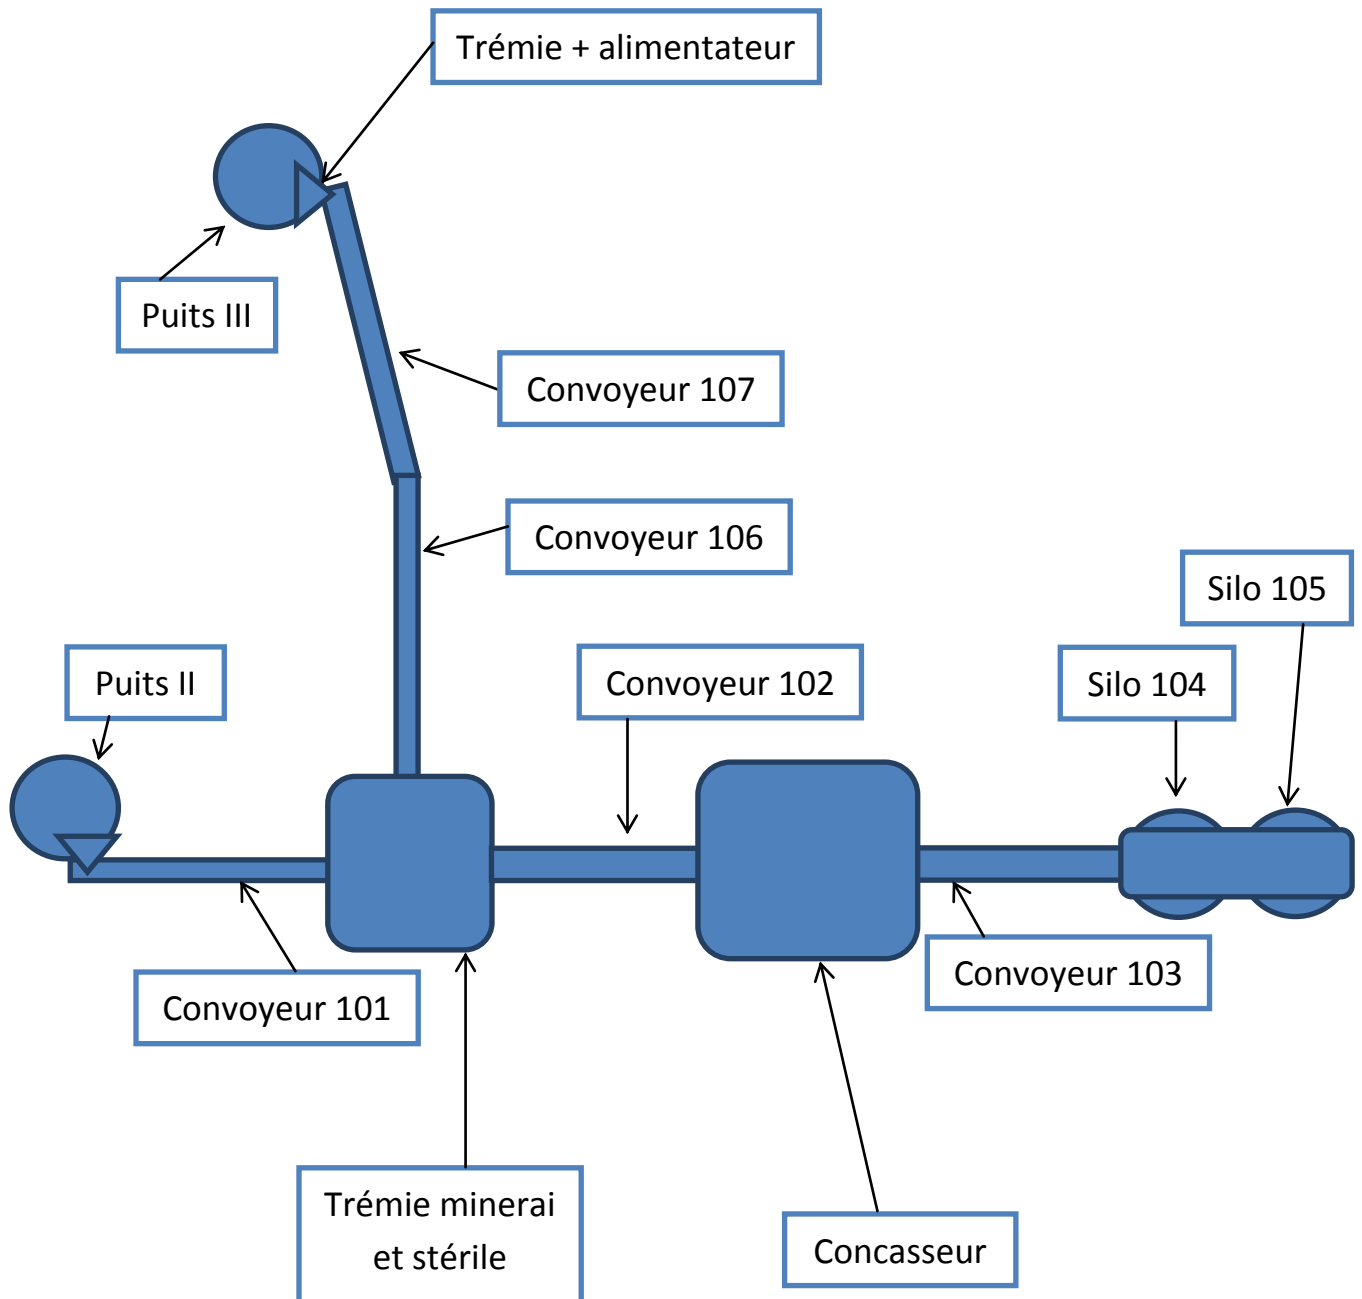 Trémie + alimentateur
Puits III
Convoyeur 107
Convoyeur 106
Silo 105
Puits II
Convoyeur 102
Silo 104
Convoyeur 103
Convoyeur 101
Trémie minerai
et stérile
Concasseur